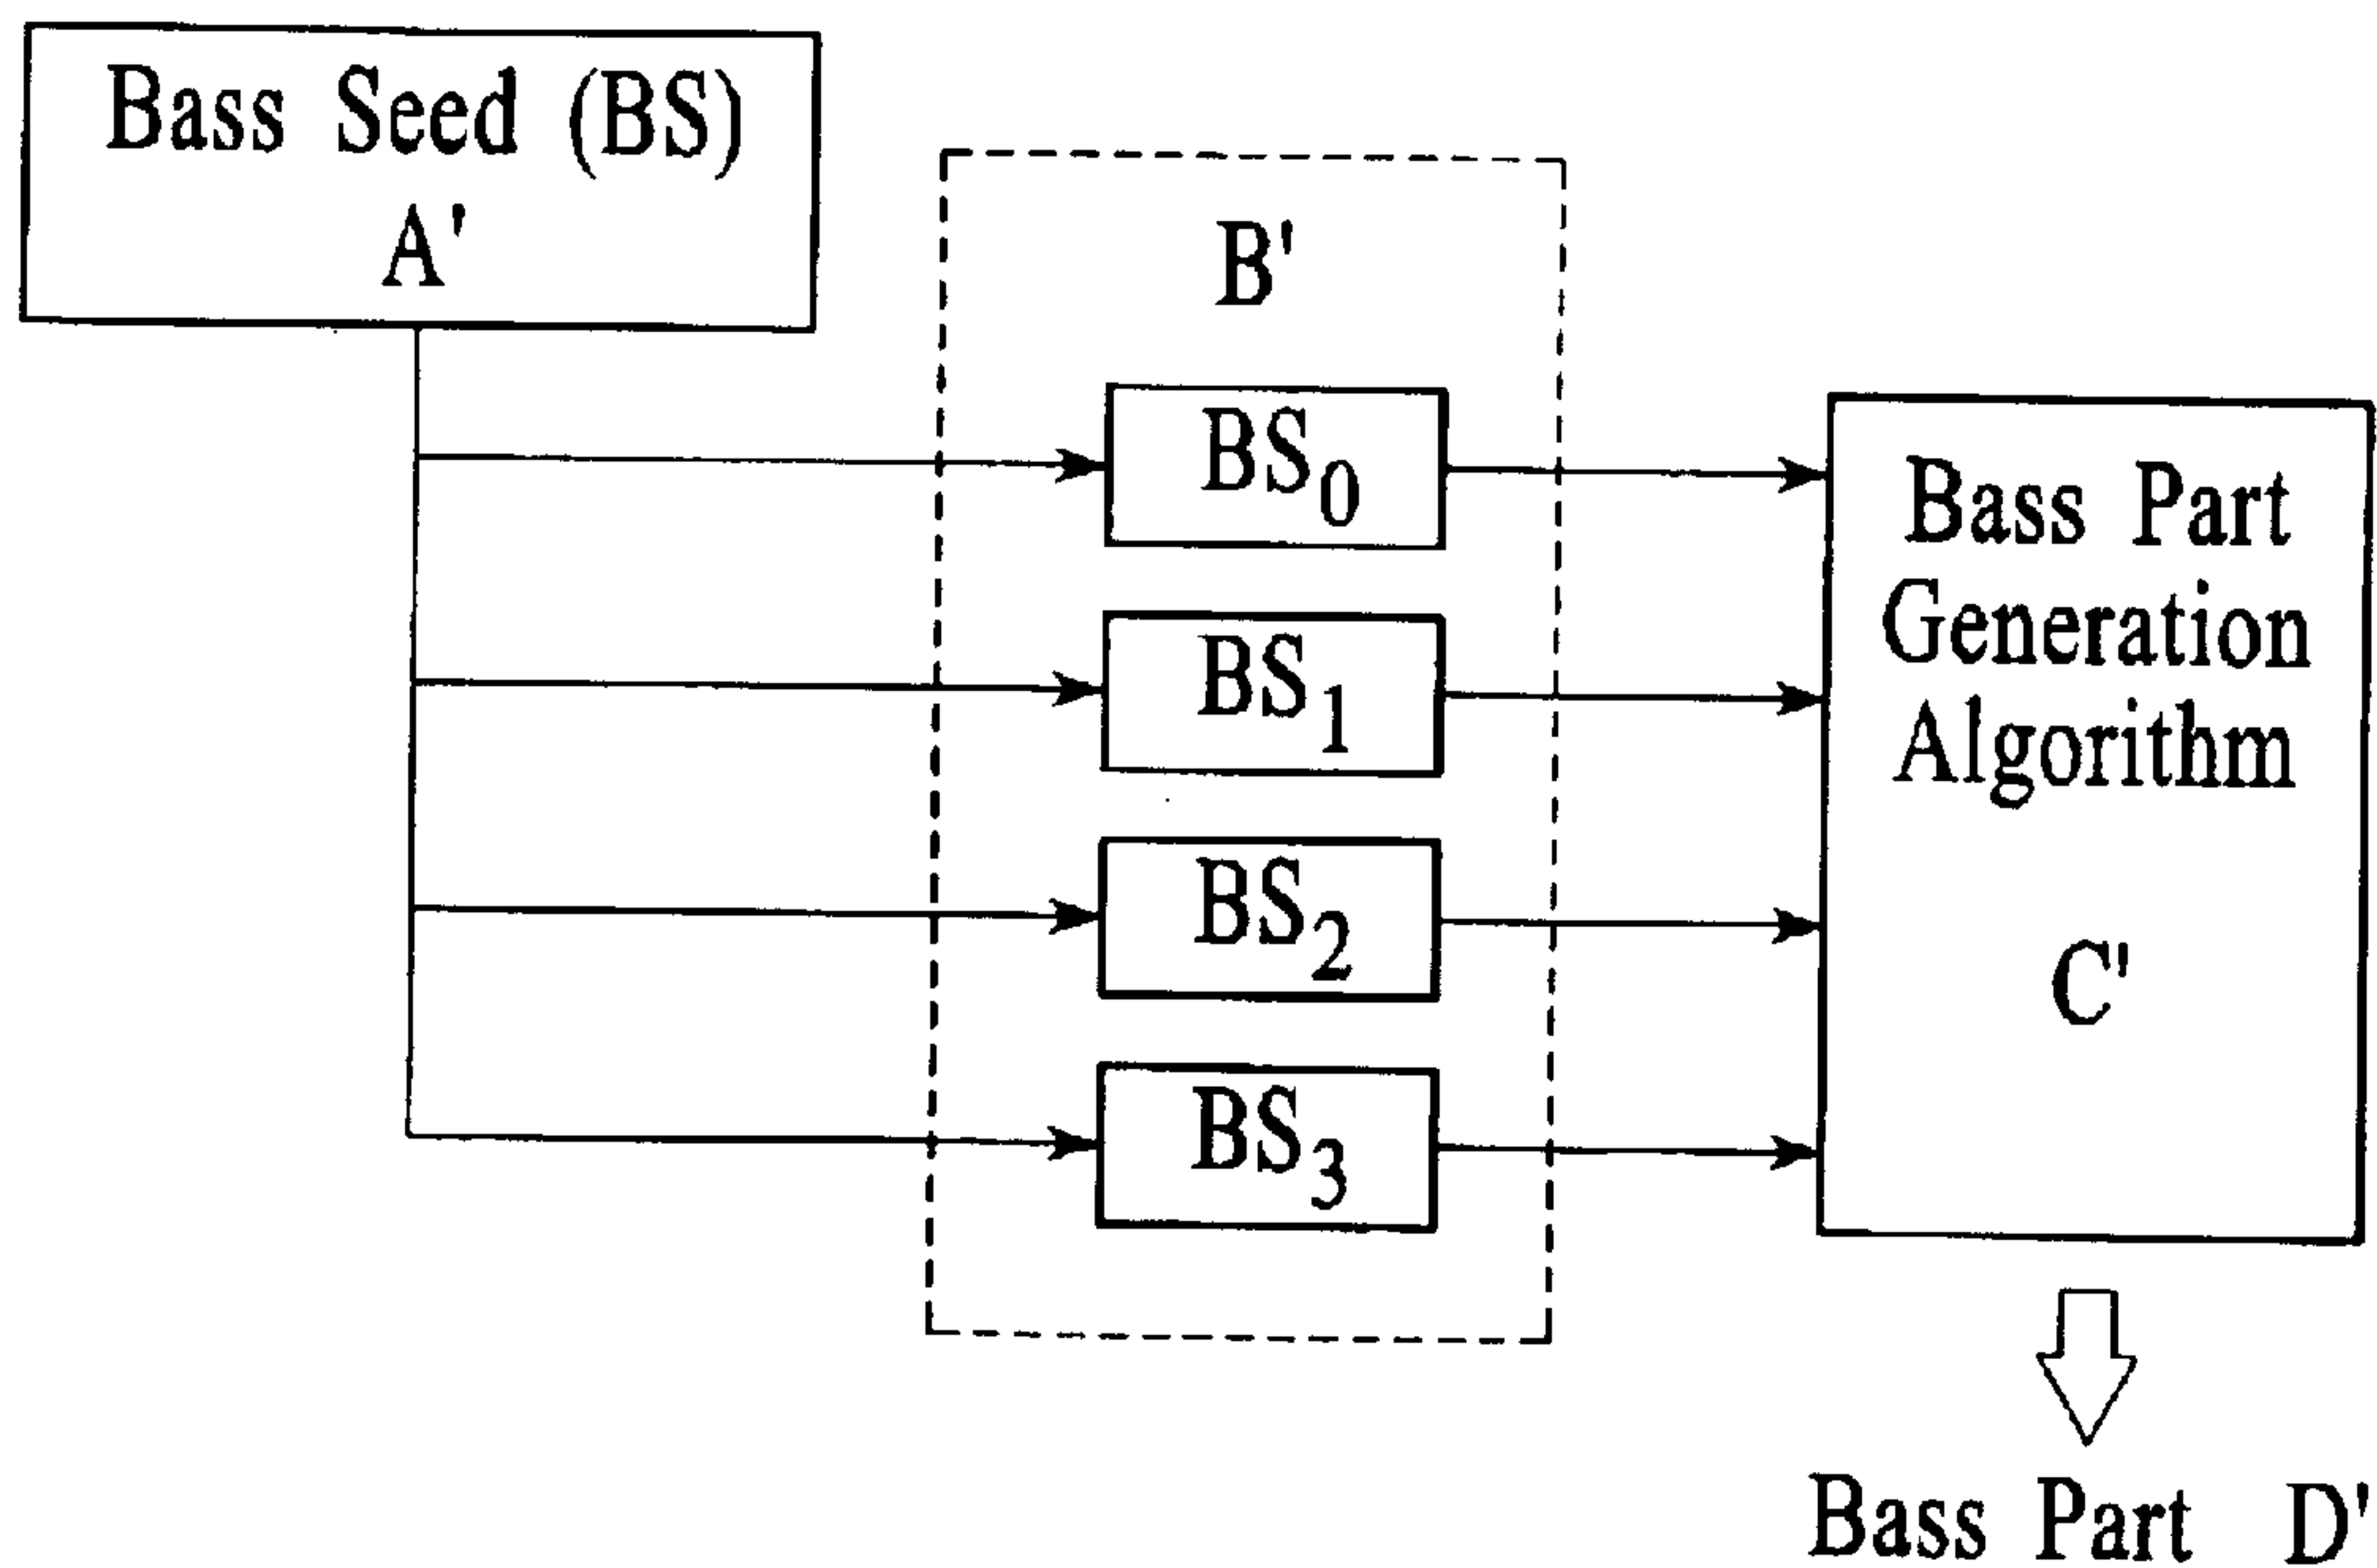 Bass Seed (BS)
A'
B'
BS0
BS1
BS2
BS3
Bass Part
Generation
Algorithm
C'
Bass Part D'